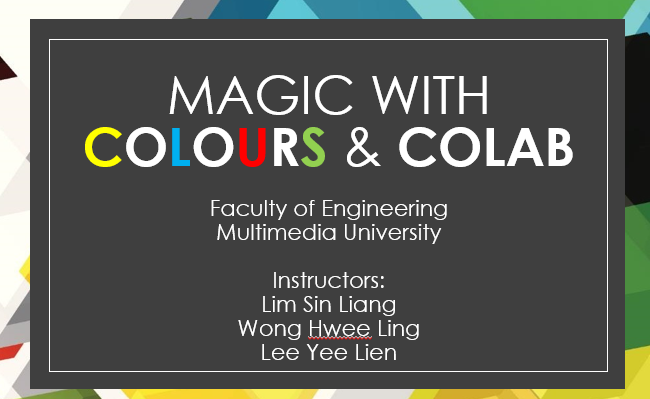 MAGIC WITH
COLOURS & COLAB
Faculty of Engineering
Multimedia University
Instructors:
Lim Sin Liang
Wong Hwee Ling
Lee Yee Lien